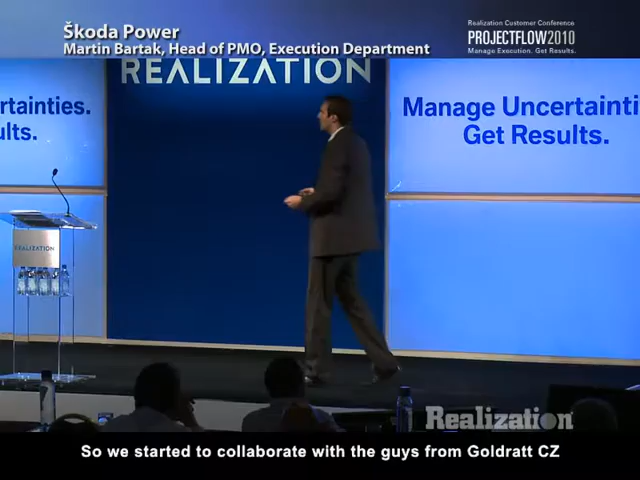 Škoda Power
Martin Bartak, Head of PMO, Execution Department
Realization Customer Conference
PROJECTFLOW2010
Manage Execution. Get Results.
REALIZATION
rtainties.
ults.
Manage Uncertainti
Get Results.
REALIZATION
Realization
So we started to collaborate with the guys from Goldratt CZ